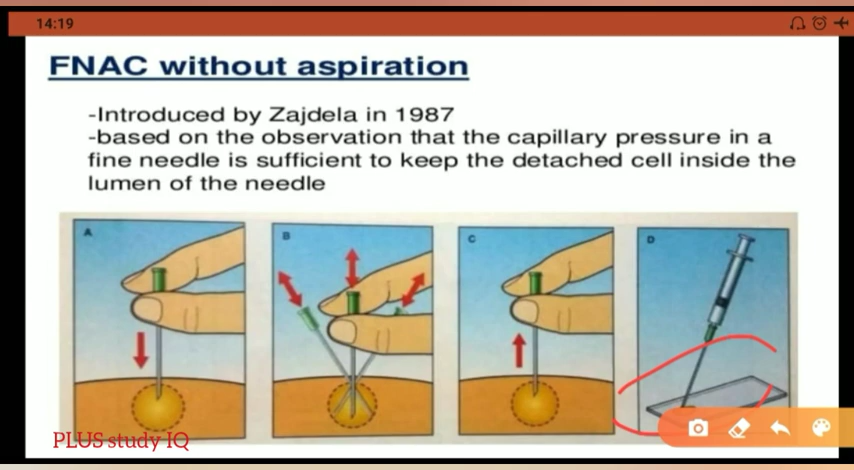 14:19
FNAC without aspiration
-Introduced by Zajdela in 1987
-based on the observation that the capillary pressure in a
fine needle is sufficient to keep the detached cell inside the
lumen of the needle
A
B
C
D
PLUS study IQ